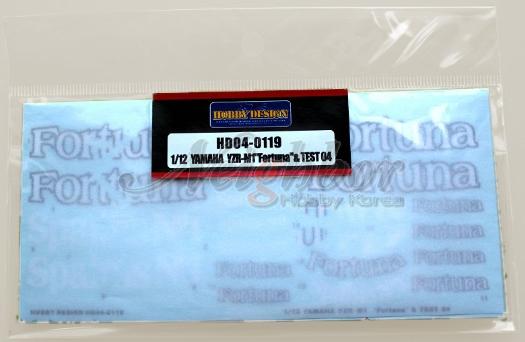 HOBBY DESIGN
HD04-0119
1/12 YAMAHA YZR-M1"Fortuna"& TEST 04
Fortuna
Fortuna
Fortuna
Fortuna
Neighbor
Hobby Korea
Fortuna
Fortuna
Fortuna
Fortuna
Fortuna
Fortuna
Fortuna
HOBBY DESIGN HD04-0119
1/12 YAMAHA YZR-M1 "Fortuna" & TEST 04